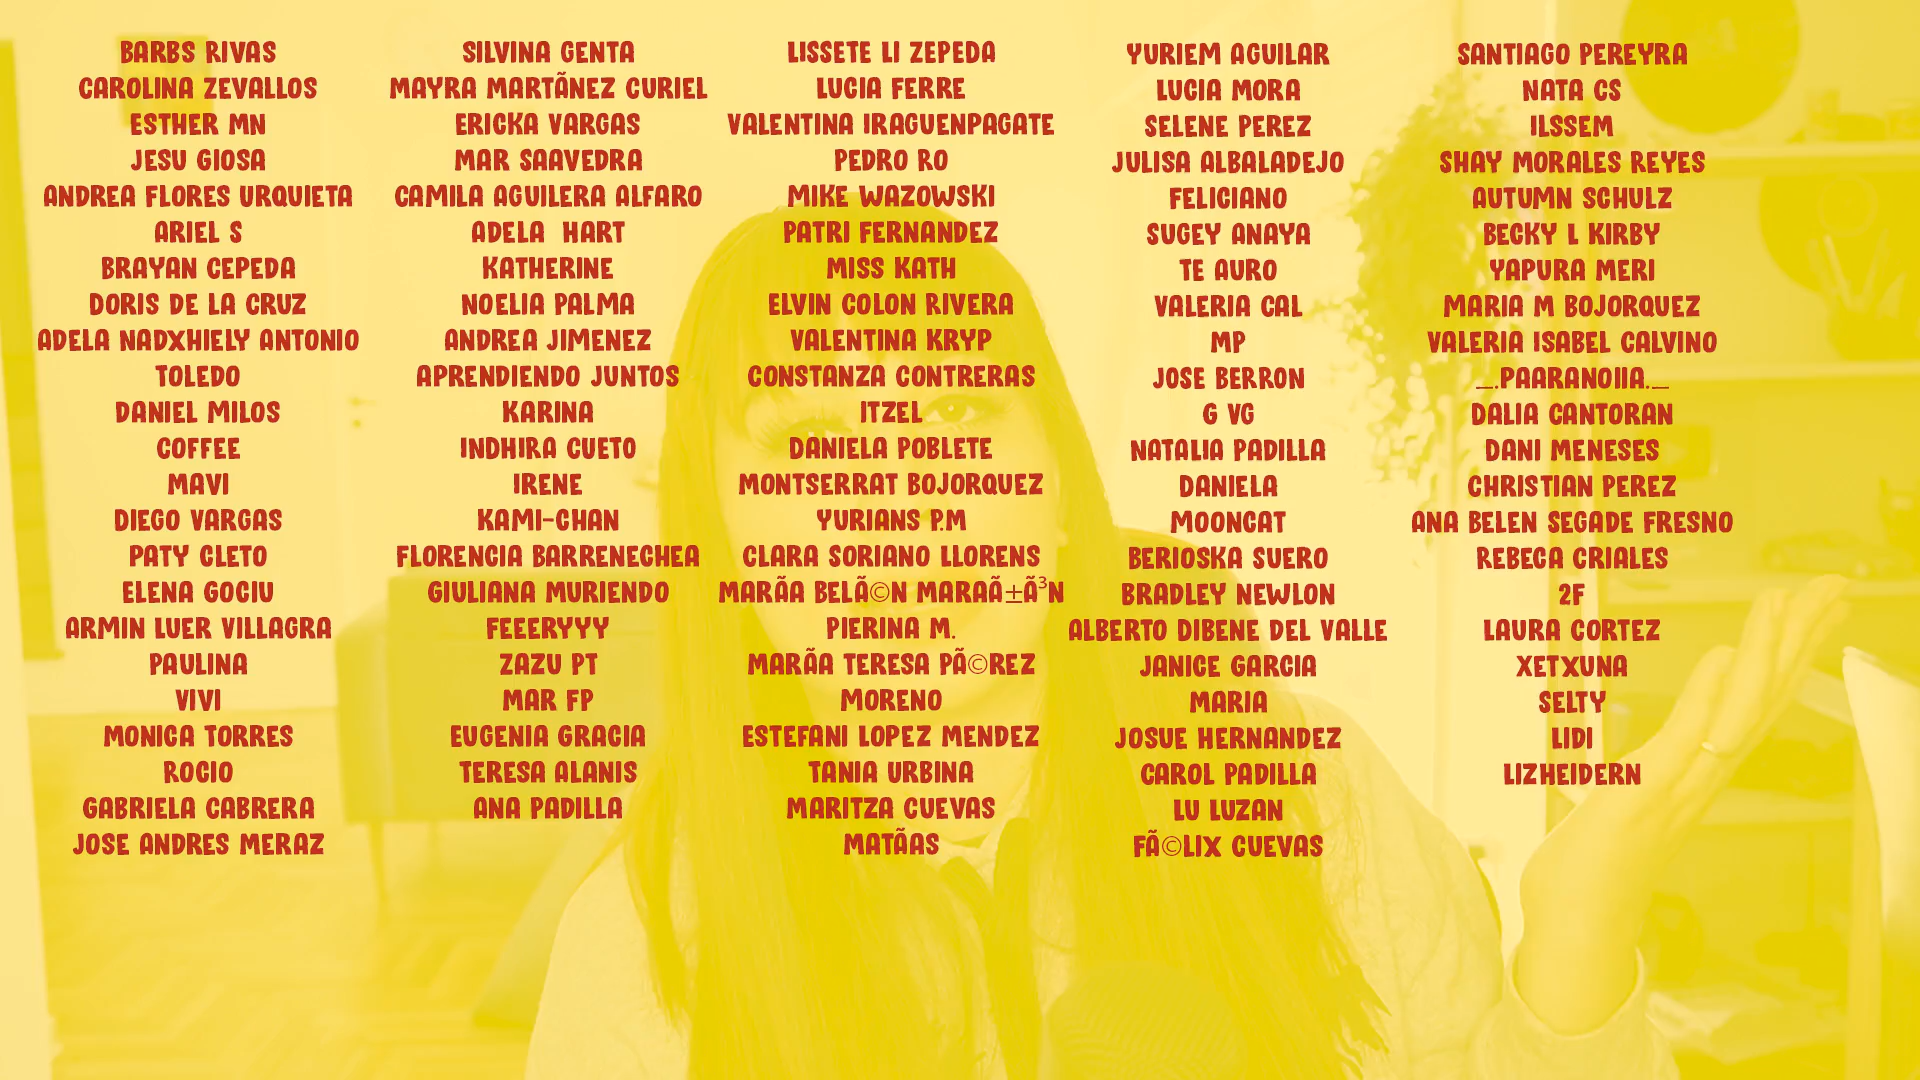 BARBS RIVAS
CAROLINA ZEVALLOS
ESTHER MN
JESU GIOSA
ANDREA FLORES URQUIETA
ARIEL S
BRAYAN CEPEDA
DORIS DE LA CRUZ
ADELA NADXHIELY ANTONIO
TOLEDO
DANIEL MILOS
COFFEE
MAVI
DIEGO VARGAS
PATY CLETO
ELENA GOCIU
ARMIN LUER VILLAGRA
PAULINA
VIVI
MONICA TORRES
ROCIO
GABRIELA CABRERA
JOSE ANDRES MERAZ
SILVINA GENTA
MAYRA MARTÃNEZ CURIEL
ERICKA VARGAS
MAR SAAVEDRA
CAMILA AGUILERA ALFARO
ADELA  HART
KATHERINE
NOELIA PALMA
ANDREA JIMENEZ
APRENDIENDO JUNTOS
KARINA
INDHIRA CUETO
IRENE
KAMI-CHAN
FLORENCIA BARRENECHEA
GIULIANA MURIENDO
FEEERYYY
ZAZU PT
MAR FP
EUGENIA GRACIA
TERESA ALANIS
ANA PADILLA
LISSETE LI ZEPEDA
LUCIA FERRE
VALENTINA IRAGUENPAGATE
PEDRO RO
MIKE WAZOWSKI
PATRI FERNANDEZ
MISS KATH
ELVIN COLON RIVERA
VALENTINA KRYP
CONSTANZA CONTRERAS
ITZEL
DANIELA POBLETE
MONTSERRAT BOJORQUEZ
YURIANS P.M
CLARA SORIANO LLORENS
MARÃA BELÃ©N MARAÃ±Ã³N
PIERINA M.
MARÃA TERESA PÃ©REZ
MORENO
ESTEFANI LOPEZ MENDEZ
TANIA URBINA
MARITZA CUEVAS
MATÃAS
YURIEM AGUILAR
LUCIA MORA
SELENE PEREZ
JULISA ALBALADEJO
FELICIANO
SUGEY ANAYA
TE AURO
VALERIA CAL
MP
JOSE BERRON
G VG
NATALIA PADILLA
DANIELA
MOONCAT
BERIOSKA SUERO
BRADLEY NEWLON
ALBERTO DIBENE DEL VALLE
JANICE GARCIA
MARIA
JOSUE HERNANDEZ
CAROL PADILLA
LU LUZAN
FÃ©LIX CUEVAS
SANTIAGO PEREYRA
NATA CS
ILSSEM
SHAY MORALES REYES
AUTUMN SCHULZ
BECKY L KIRBY
YAPURA MERI
MARIA M BOJORQUEZ
VALERIA ISABEL CALVINO
_.PAARANOIIA._
DALIA CANTORAN
DANI MENESES
CHRISTIAN PEREZ
ANA BELEN SEGADE FRESNO
REBECA CRIALES
2F
LAURA CORTEZ
XETXUNA
SELTY
LIDI
LIZHEIDERN